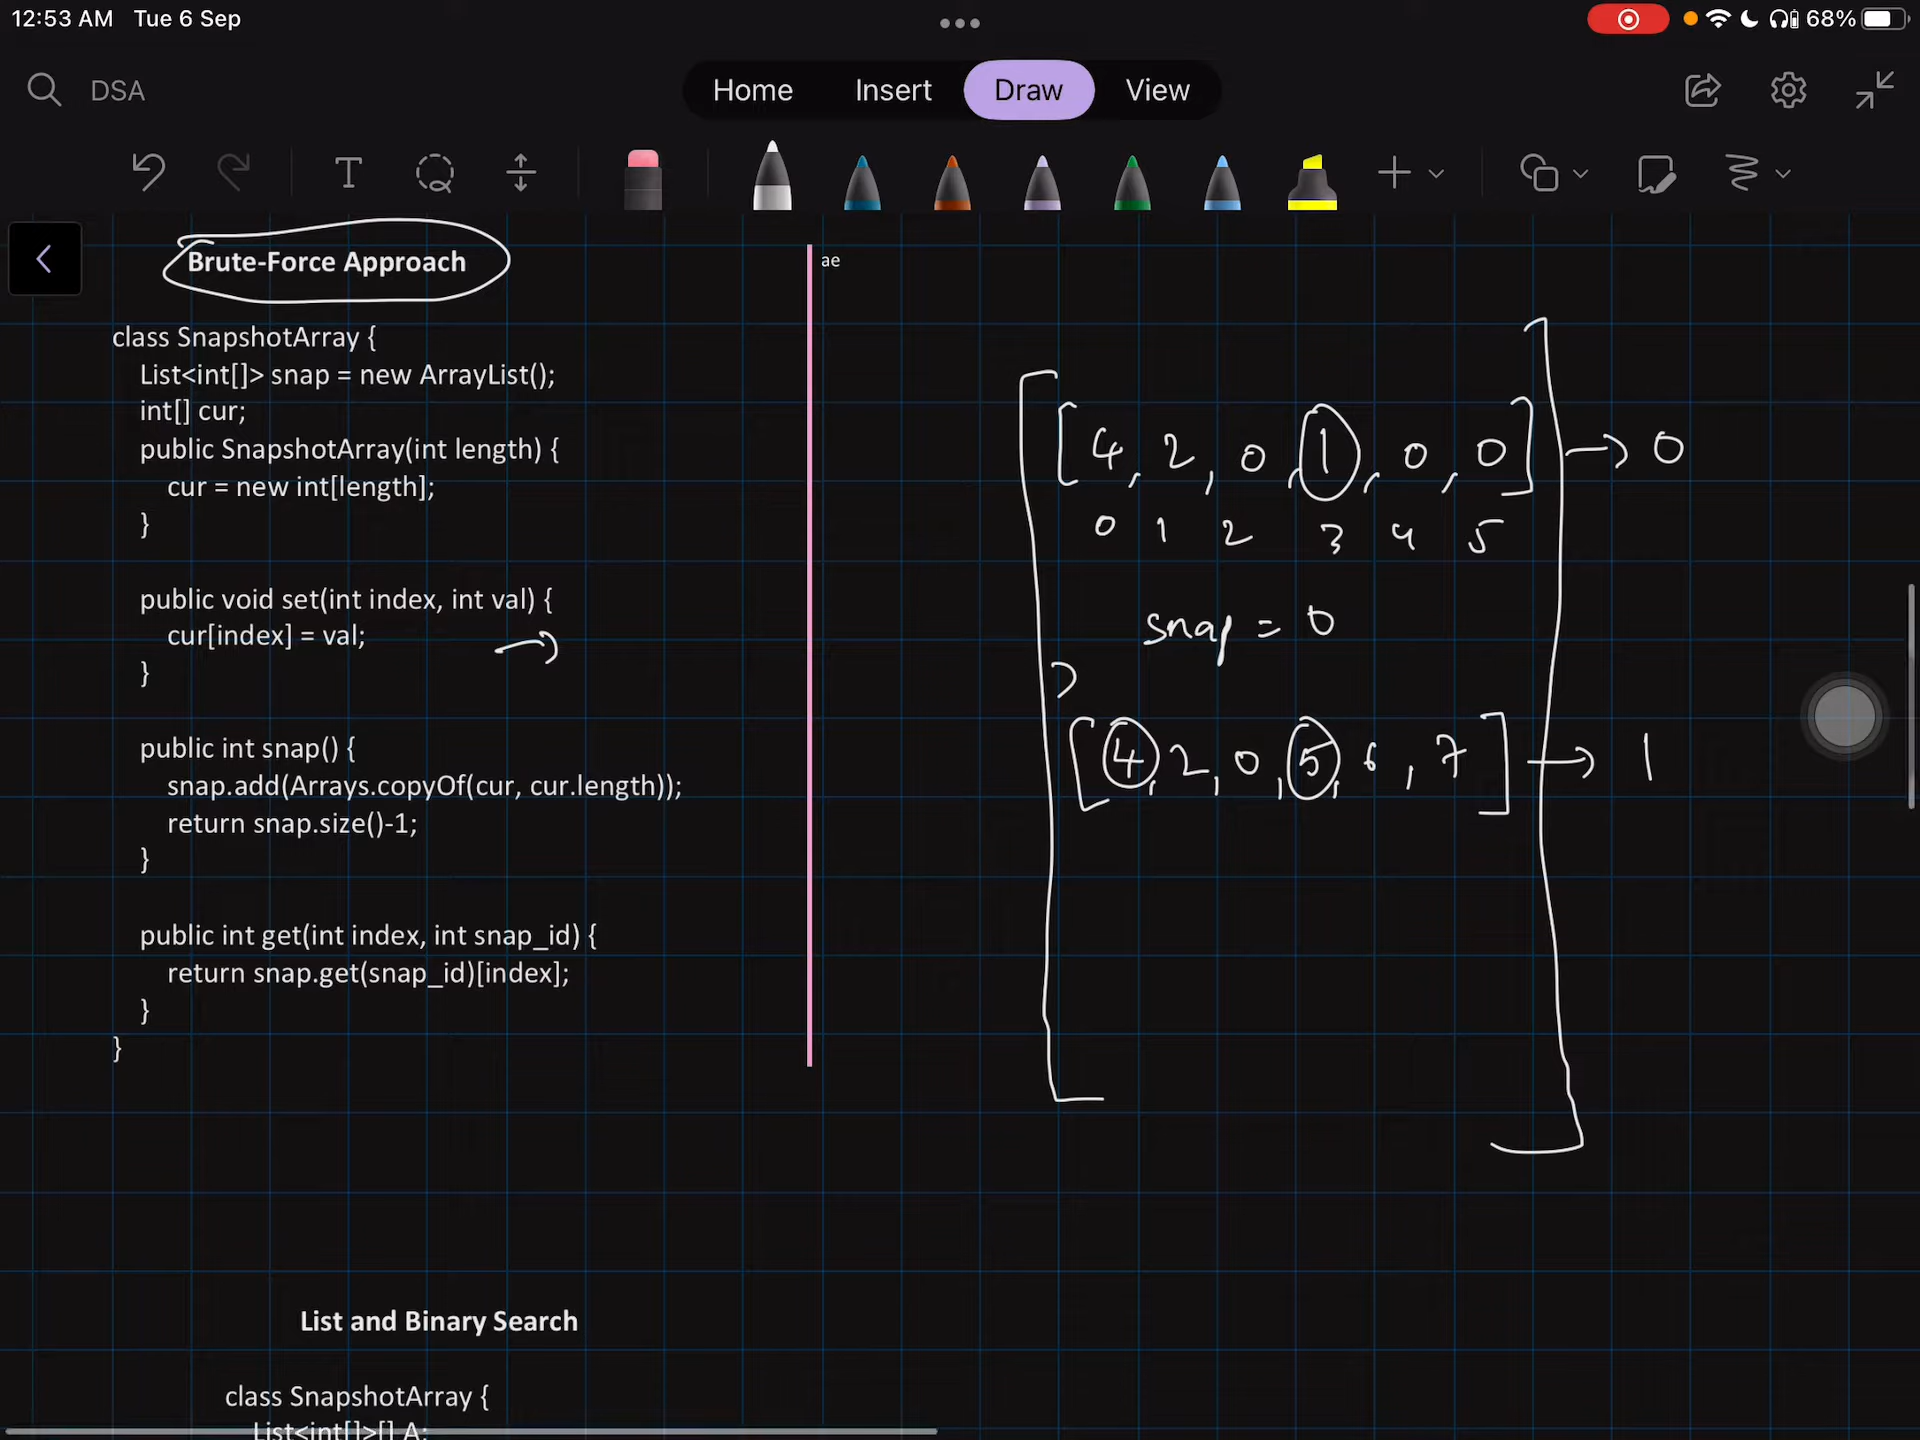 12:53 AM Tue 6 Sep
68%
DSA
Home Insert Draw View
T
Brute-Force Approach
class SnapshotArray {
List<int[]> snap = new ArrayList();
int[] cur;
public SnapshotArray(int length) {
cur = new int[length];
}
public void set(int index, int val) {
cur[index] = val;
}
public int snap() {
snap.add(Arrays.copyOf(cur, cur.length));
return snap.size()-1;
}
public int get(int index, int snap_id) {
return snap.get(snap_id)[index];
}
}
ae
[4, 2, 0, 1, 0, 0] → 0
0 1 2 3 4 5
snap = 0
[4, 2, 0, 5, 6, 7] → 1
List and Binary Search
class SnapshotArray {
List<int[]>[] A;